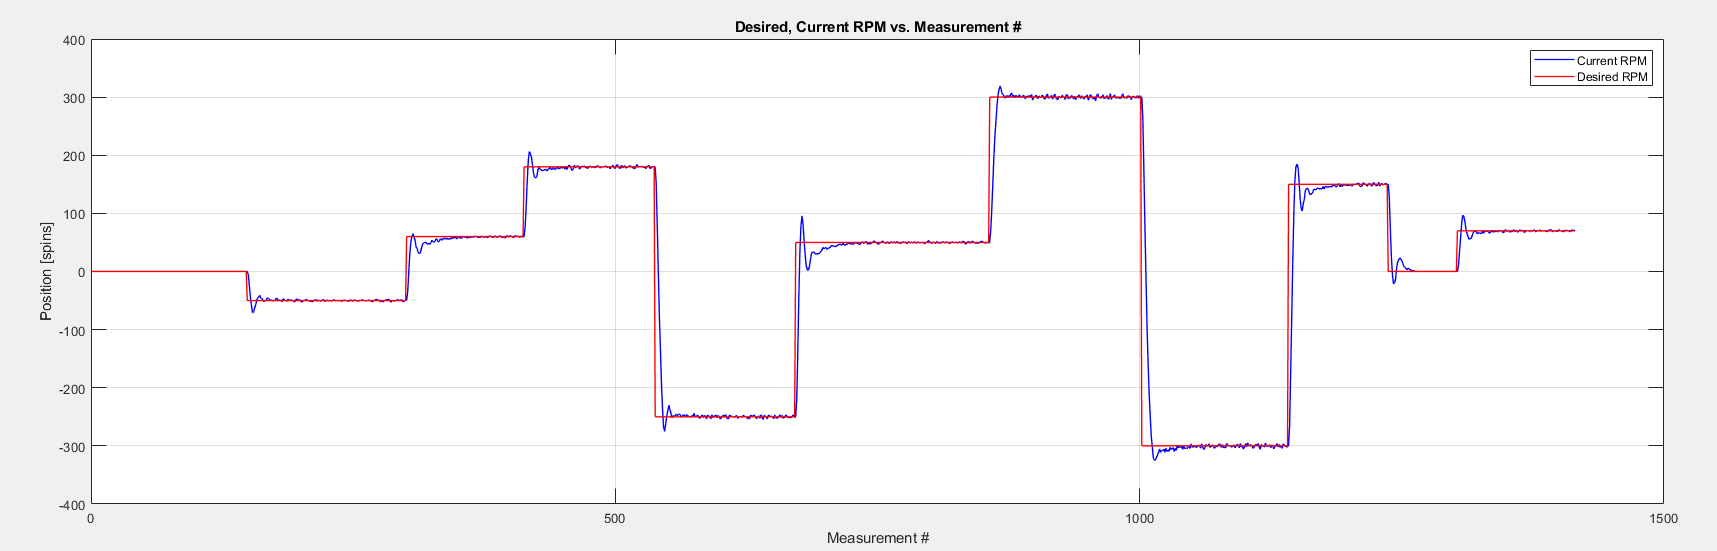 Desired, Current RPM vs. Measurement #
Current RPM
Desired RPM
Position [spins]
400
300
200
100
0
-100
-200
-300
-400
0
500
1000
1500
Measurement #